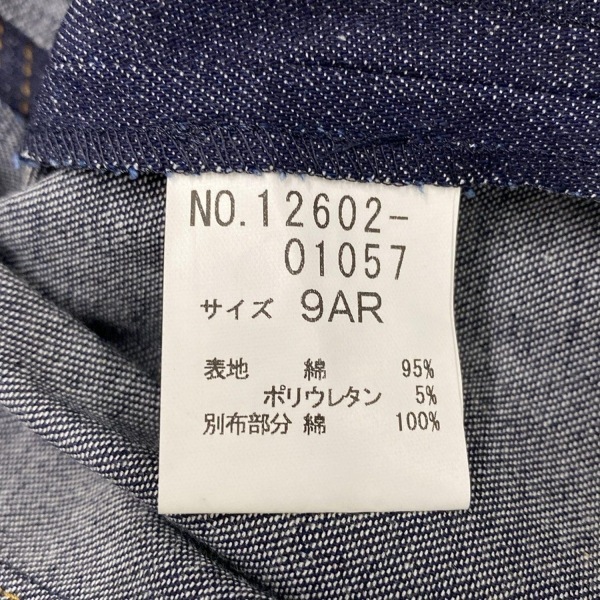 NO.12602-
01057
サイズ 9AR
表地 綿 95%
ポリウレタン 5%
別布部分 綿 100%